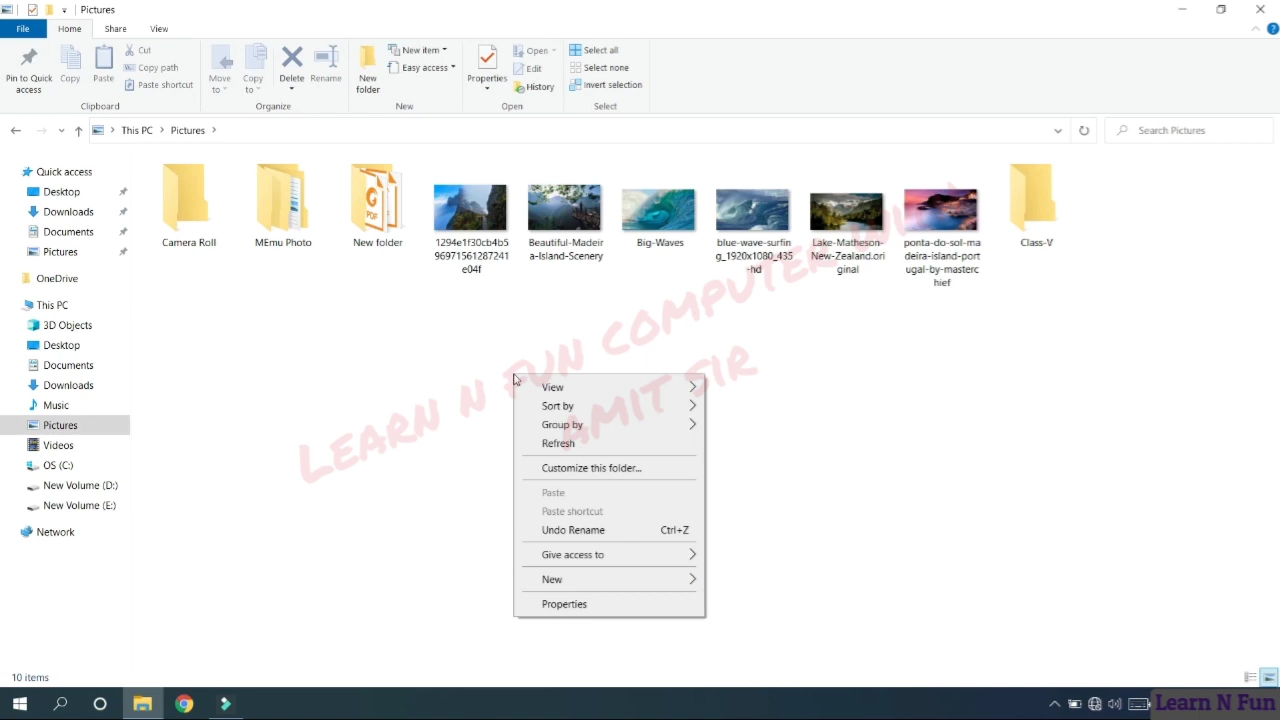 Pictures
File Home Share View
Pin to Quick access
Copy
Paste
Cut
Copy path
Paste shortcut
Clipboard
Move to
Copy to
Delete
Rename
Organize
New folder
New item
Easy access
New
Properties
Open
Edit
History
Open
Select all
Select none
Invert selection
Select
This PC > Pictures >
Search Pictures
Quick access
Desktop
Downloads
Documents
Pictures
OneDrive
This PC
3D Objects
Desktop
Documents
Downloads
Music
Pictures
Videos
OS (C:)
New Volume (D:)
New Volume (E:)
Network
Camera Roll
MEmu Photo
PDF
New folder
1294e1f30cb4b5
96971561287241
e04f
Beautiful-Madeir
a-Island-Scenery
Big-Waves
blue-wave-surfin
g_1920x1080_435
-hd
Lake-Matheson-
New-Zealand.ori
ginal
ponta-do-sol-ma
deira-island-port
ugal-by-masterc
hief
Class-V
LEARN N FUN COMPUTER
AMIT SIR
View
Sort by
Group by
Refresh
Customize this folder...
Paste
Paste shortcut
Undo Rename Ctrl+Z
Give access to
New
Properties
10 items
Learn N Fun